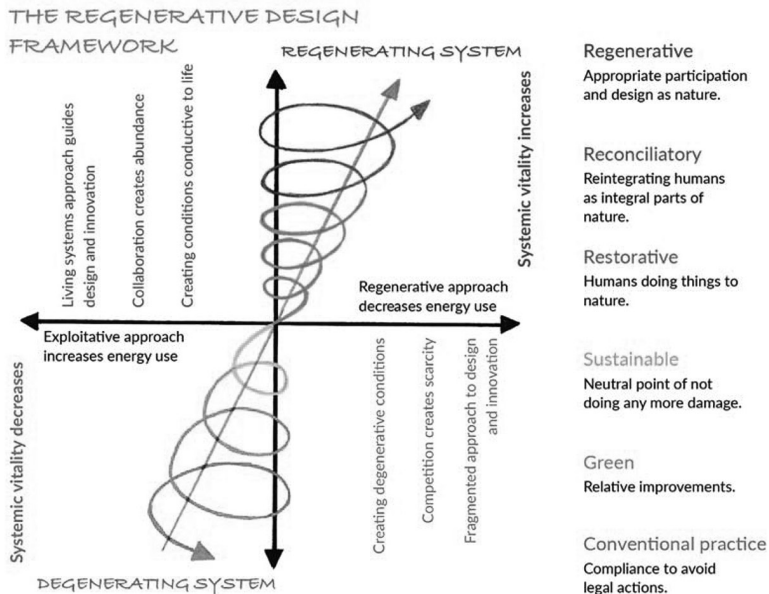 THE REGENERATIVE DESIGN
FRAMEWORK
REGENERATING SYSTEM
Living systems approach guides
design and innovation
Collaboration creates abundance
Creating conditions conductive to life
Systemic vitality increases
Regenerative approach
decreases energy use
Exploitative approach
increases energy use
Systemic vitality decreases
Creating degenerative conditions
Competition creates scarcity
Fragmented approach to design
and innovation
DEGENERATING SYSTEM
Regenerative
Appropriate participation
and design as nature.
Reconciliatory
Reintegrating humans
as integral parts of
nature.
Restorative
Humans doing things to
nature.
Sustainable
Neutral point of not
doing any more damage.
Green
Relative improvements.
Conventional practice
Compliance to avoid
legal actions.